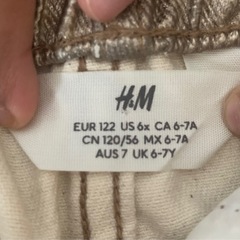 H&M
EUR 122 US 6x CA 6-7A
CN 120/56 MX 6-7A
AUS 7 UK 6-7Y